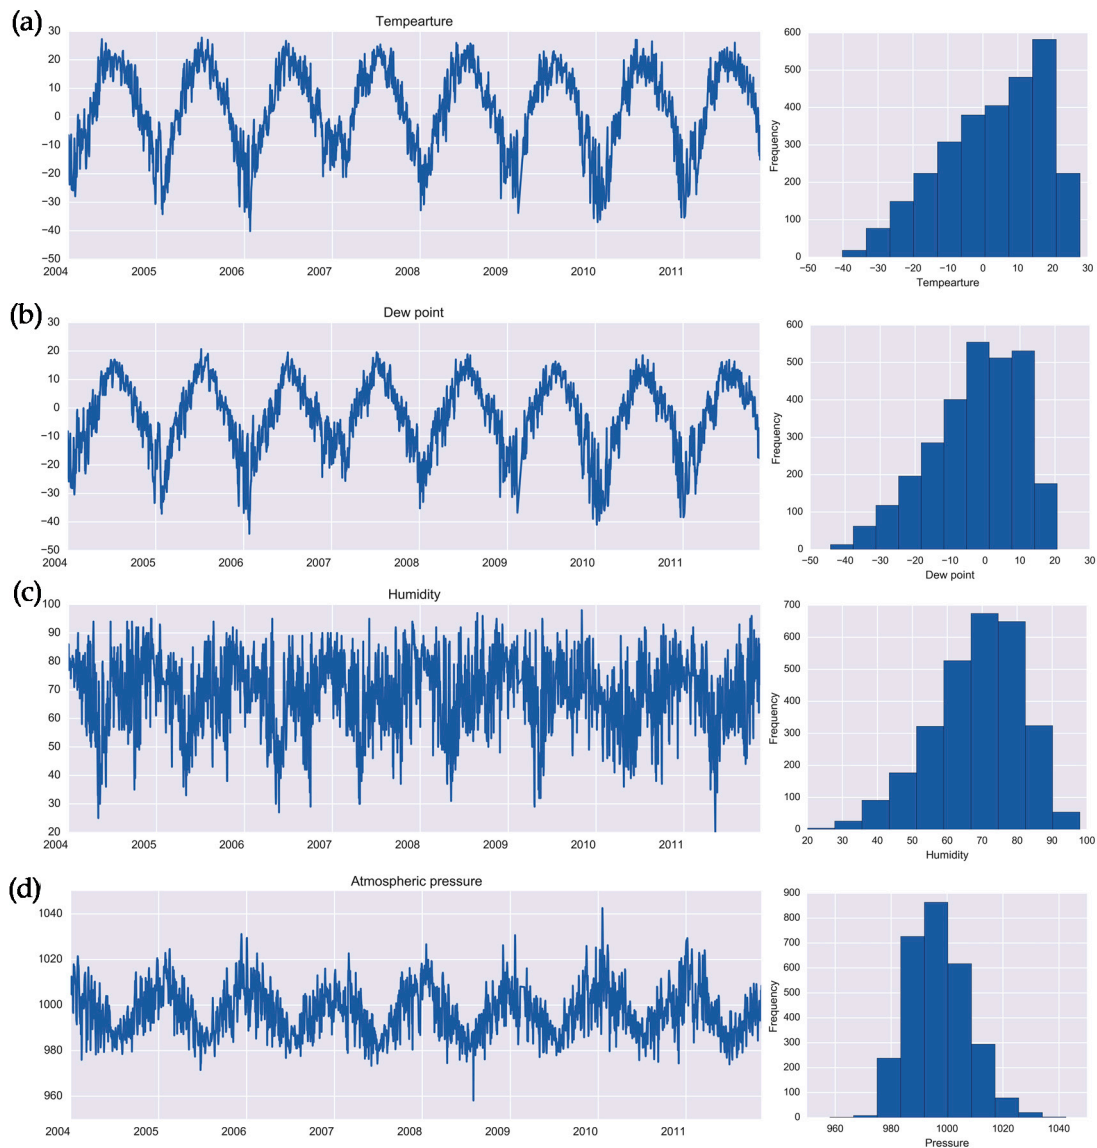 (a)
Tempearture
30
20
10
0
−10
−20
−30
−40
−50
2004 2005 2006 2007 2008 2009 2010 2011
600
500
400
300
200
100
0
Frequency
−50 −40 −30 −20 −10 0 10 20 30
Tempearture
(b)
Dew point
30
20
10
0
−10
−20
−30
−40
−50
2004 2005 2006 2007 2008 2009 2010 2011
600
500
400
300
200
100
0
Frequency
−50 −40 −30 −20 −10 0 10 20 30
Dew point
(c)
Humidity
100
90
80
70
60
50
40
30
20
2004 2005 2006 2007 2008 2009 2010 2011
700
600
500
400
300
200
100
0
Frequency
20 30 40 50 60 70 80 90 100
Humidity
(d)
Atmospheric pressure
1040
1020
1000
980
960
2004 2005 2006 2007 2008 2009 2010 2011
900
800
700
600
500
400
300
200
100
0
Frequency
960 980 1000 1020 1040
Pressure